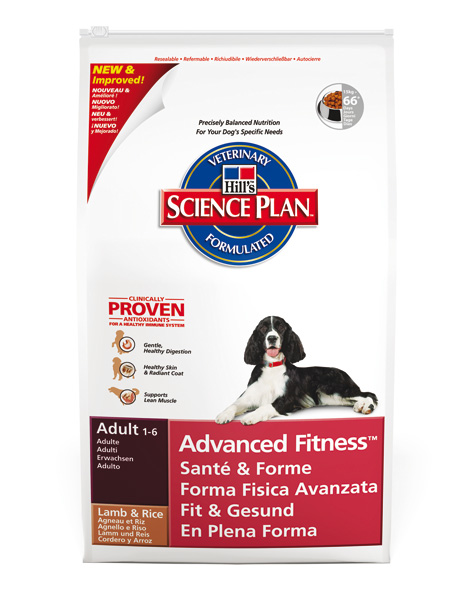 Resealable • Refermable • Richiudibile • Wiederverschließbar • Autocierre
NEW &
Improved!
NOUVEAU &
Amélioré !
NUOVO
Migliorato!
NEU &
verbessert!
¡NUEVO
y Mejorado!
66
Precisely Balanced Nutrition
For Your Dog's Specific Needs
VETERINARY
Hill's
SCIENCE PLAN™
FORMULATED
CLINICALLY
PROVEN
ANTIOXIDANTS
FOR A HEALTHY IMMUNE SYSTEM
Gentle,
Healthy Digestion
Healthy Skin
& Radiant Coat
Supports
Lean Muscle
Adult 1-6
Adulte
Adulti
Erwachsen
Adulto
Advanced Fitness™
Santé & Forme
Forma Fisica Avanzata
Fit & Gesund
En Plena Forma
Lamb & Rice
Agneau et Riz
Agnello e Riso
Lamm und Reis
Cordero y Arroz